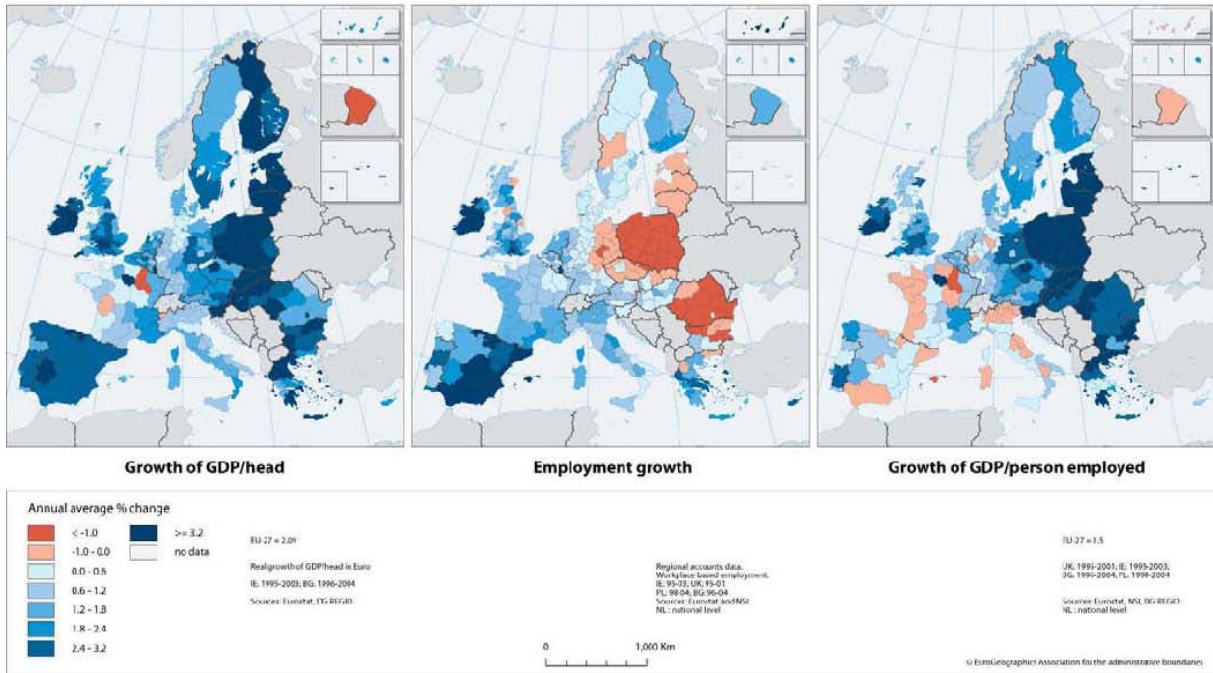 Growth of GDP/head
Employment growth
Growth of GDP/person employed
Annual average % change
< -1.0
-1.0 - 0.0
0.0 - 0.6
0.6 - 1.2
1.2 - 1.8
1.8 - 2.4
2.4 - 3.2
>= 3.2
no data
EU-27 = 2.09
Real growth of GDP/head in Euro
IE: 1995-2003; BG: 1996-2004
Sources: Eurostat, DG REGIO
Regional accounts data.
Workplace based employment.
IE: 95-03; UK: 95-01
PL: 98-04; BG: 96-04
Sources: Eurostat and NSI
NL : national level
EU-27 = 1.5
UK: 1996-2001; IE: 1995-2003;
BG: 1996-2004; PL: 1998-2004
Sources: Eurostat, NSI, DG REGIO
NL : national level
0
1,000 Km
© EuroGeographics Association for the administrative boundaries